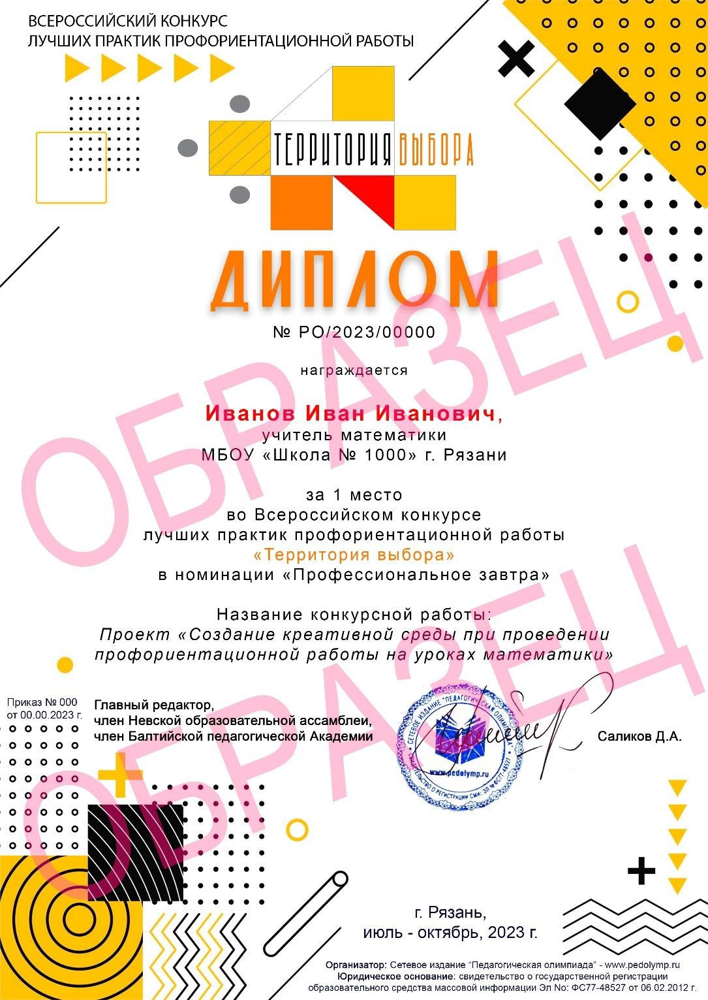 ВСЕРОССИЙСКИЙ КОНКУРС
ЛУЧШИХ ПРАКТИК ПРОФОРИЕНТАЦИОННОЙ РАБОТЫ
ТЕРРИТОРИЯ ВЫБОРА
ДИПЛОМ
№ РО/2023/00000
награждается
Иванов Иван Иванович,
учитель математики
МБОУ «Школа № 1000» г. Рязани
за 1 место
во Всероссийском конкурсе
лучших практик профориентационной работы
«Территория выбора»
в номинации «Профессиональное завтра»
Название конкурсной работы:
Проект «Создание креативной среды при проведении
профориентационной работы на уроках математики»
ОБРАЗЕЦ
ОБРАЗЕЦ
Приказ № 000
от 00.00.2023 г.
Главный редактор,
член Невской образовательной ассамблеи,
член Балтийской педагогической Академии
СЕТЕВОЕ ИЗДАНИЕ "ПЕДАГОГИЧЕСКАЯ ОЛИМПИАДА"
www.pedolymp.ru
СВИДЕТЕЛЬСТВО О РЕГИСТРАЦИИ СМИ: ЭЛ № ФС77-48527
Саликов Д.А.
г. Рязань,
июль - октябрь, 2023 г.
Организатор: Сетевое издание “Педагогическая олимпиада” - www.pedolymp.ru
Юридическое основание: свидетельство о государственной регистрации
образовательного средства массовой информации Эл No: ФС77-48527 от 06.02.2012 г.